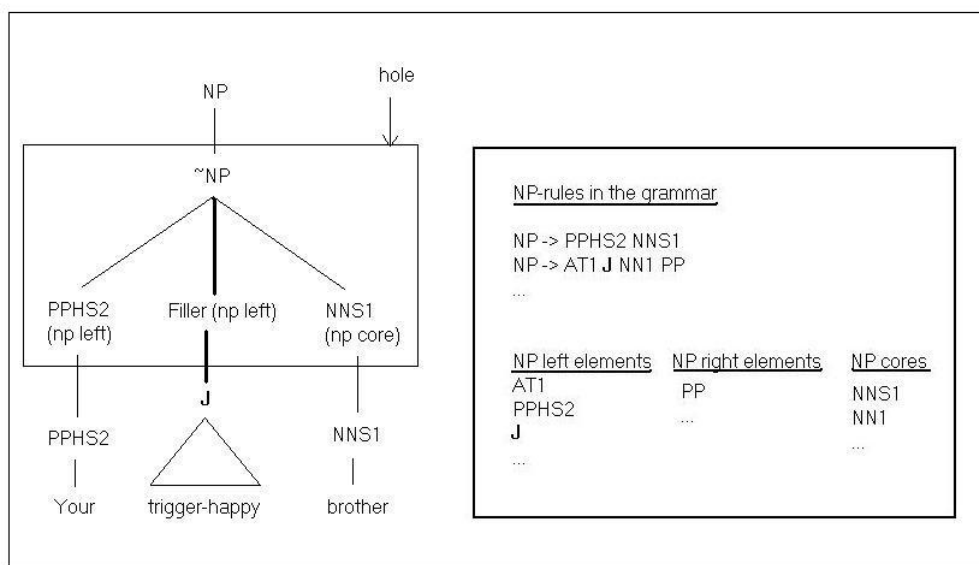 hole
NP
~NP
PPHS2 Filler (np left) NNS1
(np left) (np core)
J
PPHS2 NNS1
Your trigger-happy brother
NP-rules in the grammar
NP -> PPHS2 NNS1
NP -> AT1 J NN1 PP
...
NP left elements NP right elements NP cores
AT1 PP NNS1
PPHS2 ... NN1
J ...
...